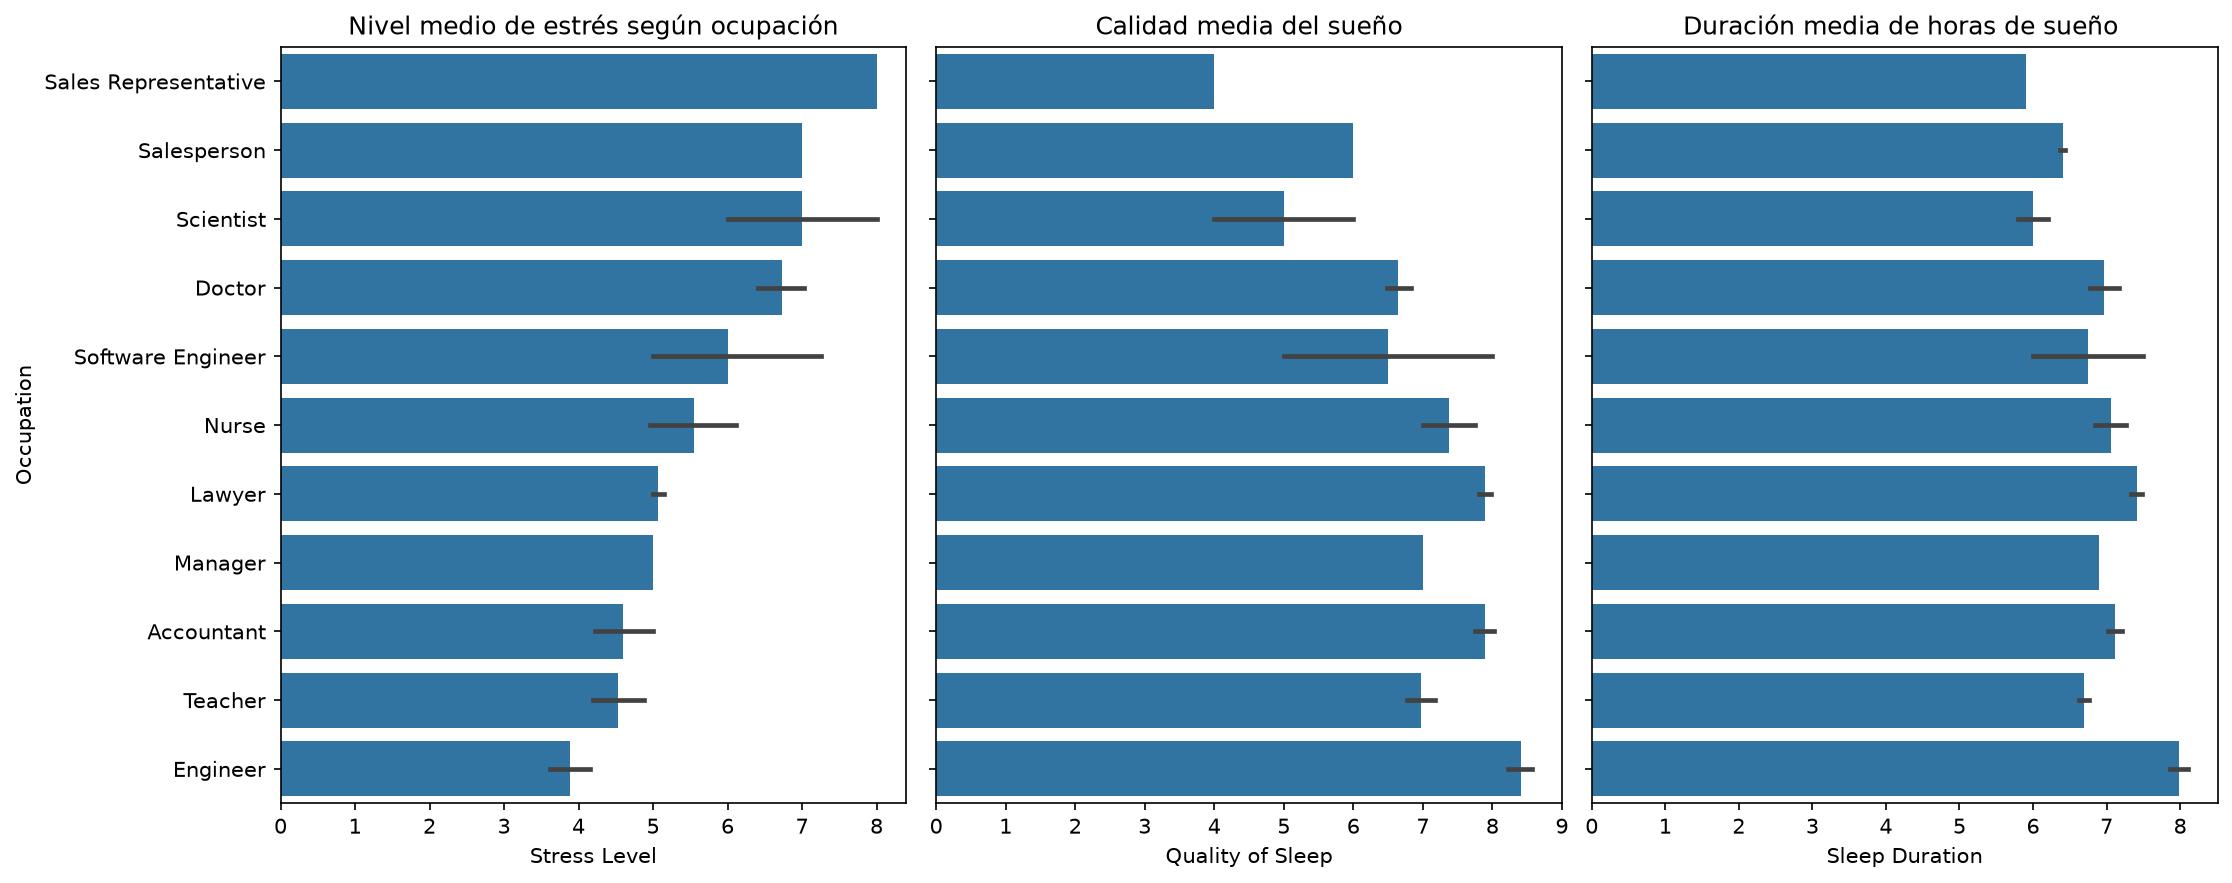 Nivel medio de estrés según ocupación
Calidad media del sueño
Duración media de horas de sueño
Occupation
Sales Representative
Salesperson
Scientist
Doctor
Software Engineer
Nurse
Lawyer
Manager
Accountant
Teacher
Engineer
0 1 2 3 4 5 6 7 8
0 1 2 3 4 5 6 7 8 9
0 1 2 3 4 5 6 7 8
Stress Level
Quality of Sleep
Sleep Duration